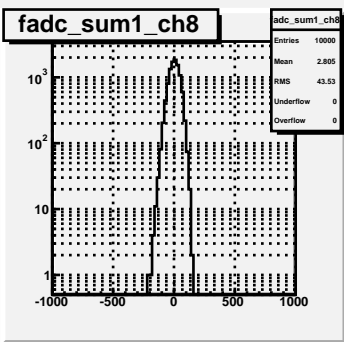 fadc_sum1_ch8
adc_sum1_ch8
Entries 10000
Mean 2.805
RMS 43.53
Underflow 0
Overflow 0
10³
10²
10
1
-1000 -500 0 500 1000